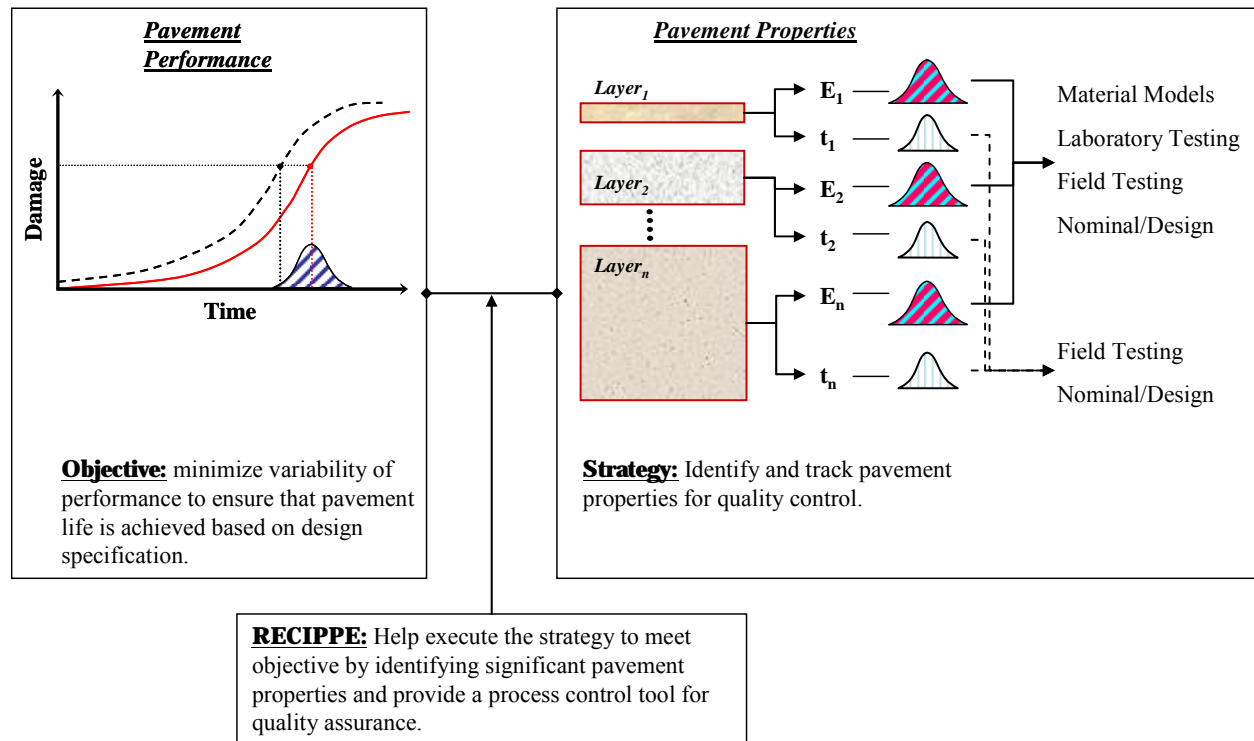 Pavement
Performance
Damage
Time
Objective: minimize variability of
performance to ensure that pavement
life is achieved based on design
specification.
Pavement Properties
Layer1
E1
t1
Layer2
E2
t2
Layern
En
tn
Material Models
Laboratory Testing
Field Testing
Nominal/Design
Field Testing
Nominal/Design
Strategy: Identify and track pavement
properties for quality control.
RECIPPE: Help execute the strategy to meet
objective by identifying significant pavement
properties and provide a process control tool for
quality assurance.